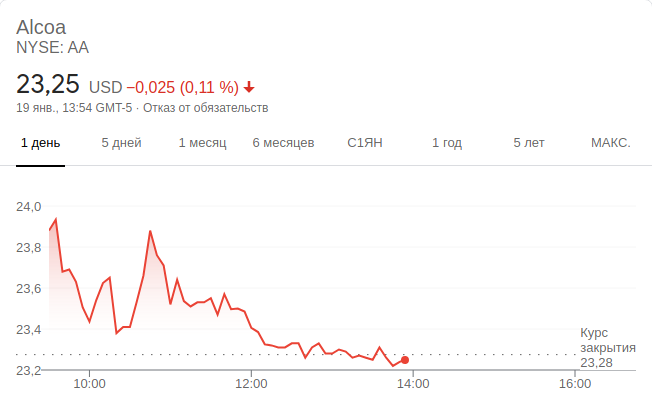 Alcoa
NYSE: AA
23,25 USD −0,025 (0,11 %)
19 янв., 13:54 GMT-5 · Отказ от обязательств
1 день 5 дней 1 месяц 6 месяцев С1ЯН 1 год 5 лет МАКС.
24,0
23,8
23,6
23,4
Курс
закрытия
23,28
23,2
10:00 12:00 14:00 16:00